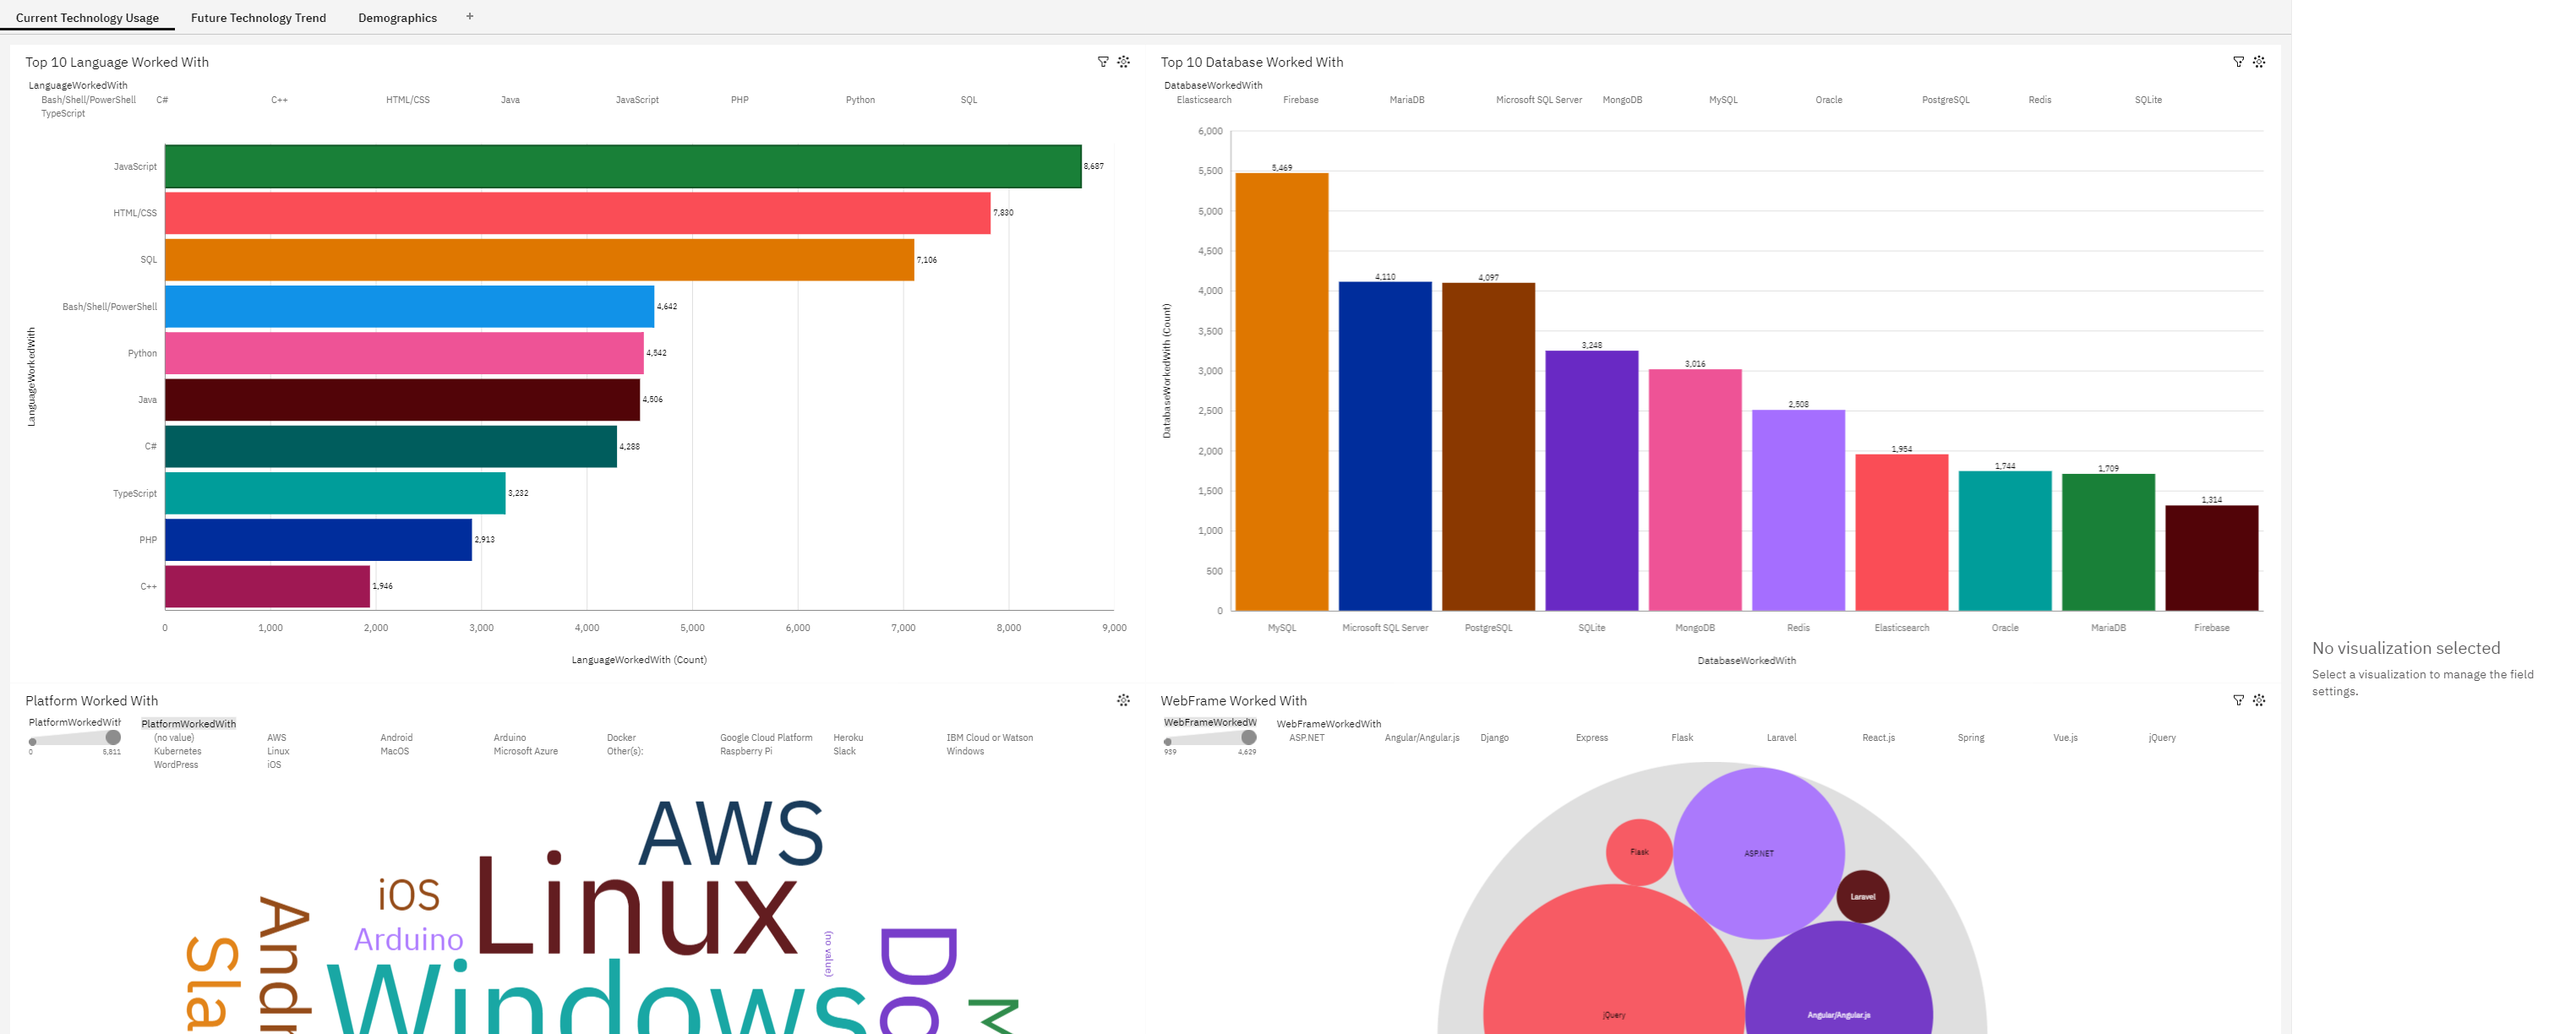 Current Technology Usage Future Technology Trend Demographics +
Top 10 Language Worked With
LanguageWorkedWith
Bash/Shell/PowerShell C# C++ HTML/CSS Java JavaScript PHP Python SQL
TypeScript
LanguageWorkedWith
JavaScript 8,687
HTML/CSS 7,830
SQL 7,106
Bash/Shell/PowerShell 4,642
Python 4,542
Java 4,506
C# 4,288
TypeScript 3,232
PHP 2,913
C++ 1,946
0 1,000 2,000 3,000 4,000 5,000 6,000 7,000 8,000 9,000
LanguageWorkedWith (Count)
Top 10 Database Worked With
DatabaseWorkedWith
Elasticsearch Firebase MariaDB Microsoft SQL Server MongoDB MySQL Oracle PostgreSQL Redis SQLite
DatabaseWorkedWith (Count)
6,000
5,500
5,000
4,500
4,000
3,500
3,000
2,500
2,000
1,500
1,000
500
0
5,469 4,110 4,097 3,248 3,016 2,508 1,954 1,744 1,709 1,314
MySQL Microsoft SQL Server PostgreSQL SQLite MongoDB Redis Elasticsearch Oracle MariaDB Firebase
DatabaseWorkedWith
Platform Worked With
PlatformWorkedWith
0 5,811
PlatformWorkedWith
(no value) AWS Android Arduino Docker Google Cloud Platform Heroku IBM Cloud or Watson
Kubernetes Linux MacOS Microsoft Azure Other(s): Raspberry Pi Slack Windows
WordPress iOS
AWS
Linux
iOS
Arduino
Andr
Sla
(no value)
Windows
Do
M
WebFrame Worked With
WebFrameWorkedW
939 4,629
WebFrameWorkedWith
ASP.NET Angular/Angular.js Django Express Flask Laravel React.js Spring Vue.js jQuery
Flask
ASP.NET
Laravel
jQuery
Angular/Angular.js
No visualization selected
Select a visualization to manage the field
settings.